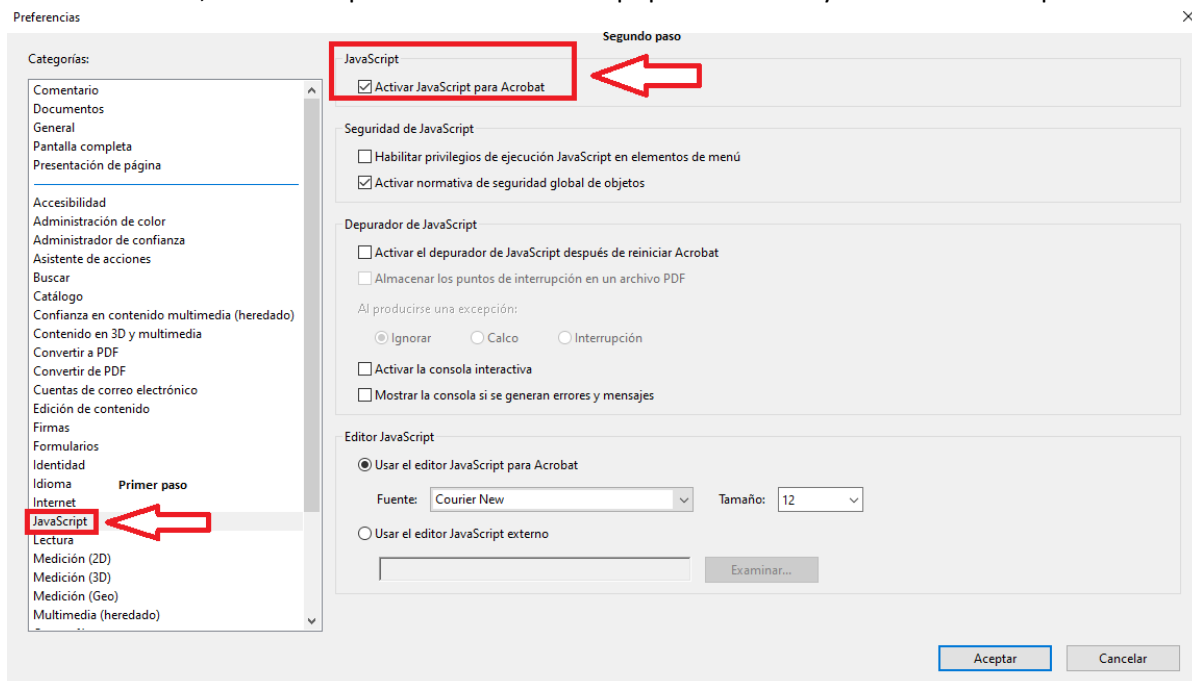 Preferencias
Segundo paso
Categorías:
Comentario
Documentos
General
Pantalla completa
Presentación de página
Accesibilidad
Administración de color
Administrador de confianza
Asistente de acciones
Buscar
Catálogo
Confianza en contenido multimedia (heredado)
Contenido en 3D y multimedia
Convertir a PDF
Convertir de PDF
Cuentas de correo electrónico
Edición de contenido
Firmas
Formularios
Identidad
Idioma
Primer paso
Internet
JavaScript
Lectura
Medición (2D)
Medición (3D)
Medición (Geo)
Multimedia (heredado)
JavaScript
Activar JavaScript para Acrobat
Seguridad de JavaScript
Habilitar privilegios de ejecución JavaScript en elementos de menú
Activar normativa de seguridad global de objetos
Depurador de JavaScript
Activar el depurador de JavaScript después de reiniciar Acrobat
Almacenar los puntos de interrupción en un archivo PDF
Al producirse una excepción:
Ignorar Calco Interrupción
Activar la consola interactiva
Mostrar la consola si se generan errores y mensajes
Editor JavaScript
Usar el editor JavaScript para Acrobat
Fuente: Courier New Tamaño: 12
Usar el editor JavaScript externo
Examinar...
Aceptar Cancelar